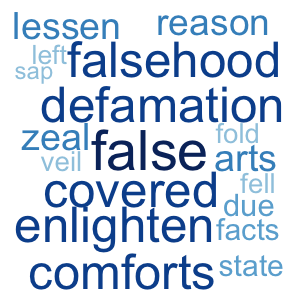 lessen reason
left falsehood
sap
defamation
zeal false fold
veil arts
covered fell
due
enlighten facts
comforts state